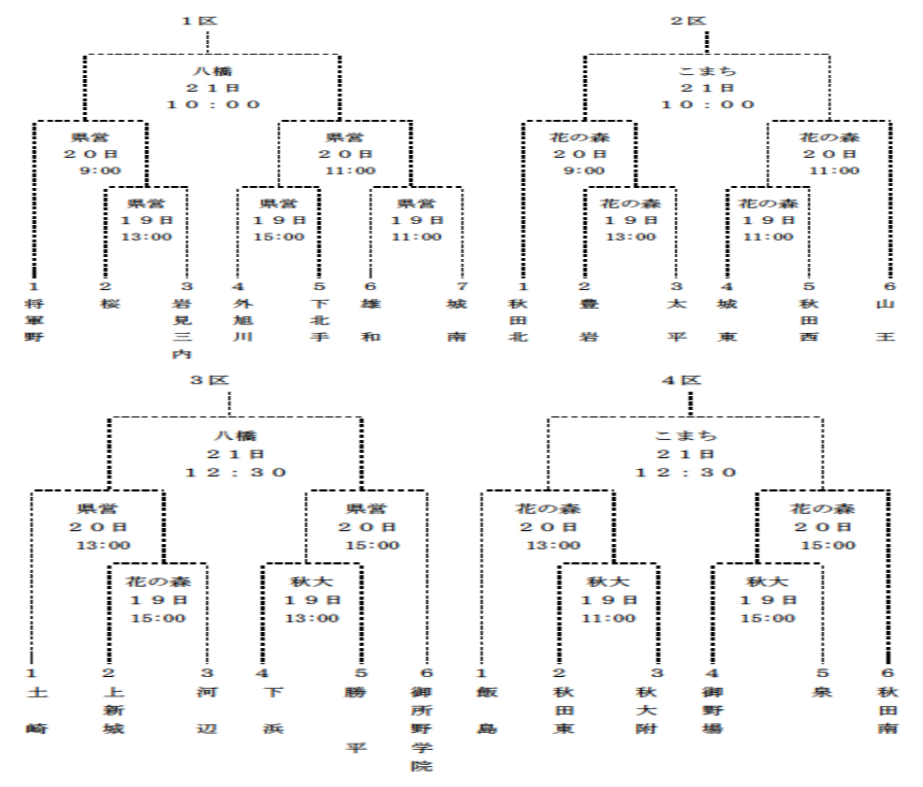 １区
２区
八橋
２１日
１０：００
こまち
２１日
１０：００
県営
２０日
9:00
県営
２０日
11:00
花の森
２０日
9:00
花の森
２０日
11:00
県営
１９日
13:00
県営
１９日
15:00
県営
１９日
11:00
花の森
１９日
13:00
花の森
１９日
11:00
1 将軍野
2 桜
3 岩見三内
4 外旭川
5 下北手
6 雄和
7 城南
1 秋田北
2 豊岩
3 太平
4 城東
5 秋田西
6 山王
３区
４区
八橋
２１日
１２：３０
こまち
２１日
１２：３０
県営
２０日
13:00
県営
２０日
15:00
花の森
２０日
13:00
花の森
２０日
15:00
花の森
１９日
15:00
秋大
１９日
13:00
秋大
１９日
11:00
秋大
１９日
15:00
1 土崎
2 上新城
3 河辺
4 下浜
5 勝平
6 御所野学院
1 飯島
2 秋田東
3 秋大附
4 御野場
5 泉
6 秋田南